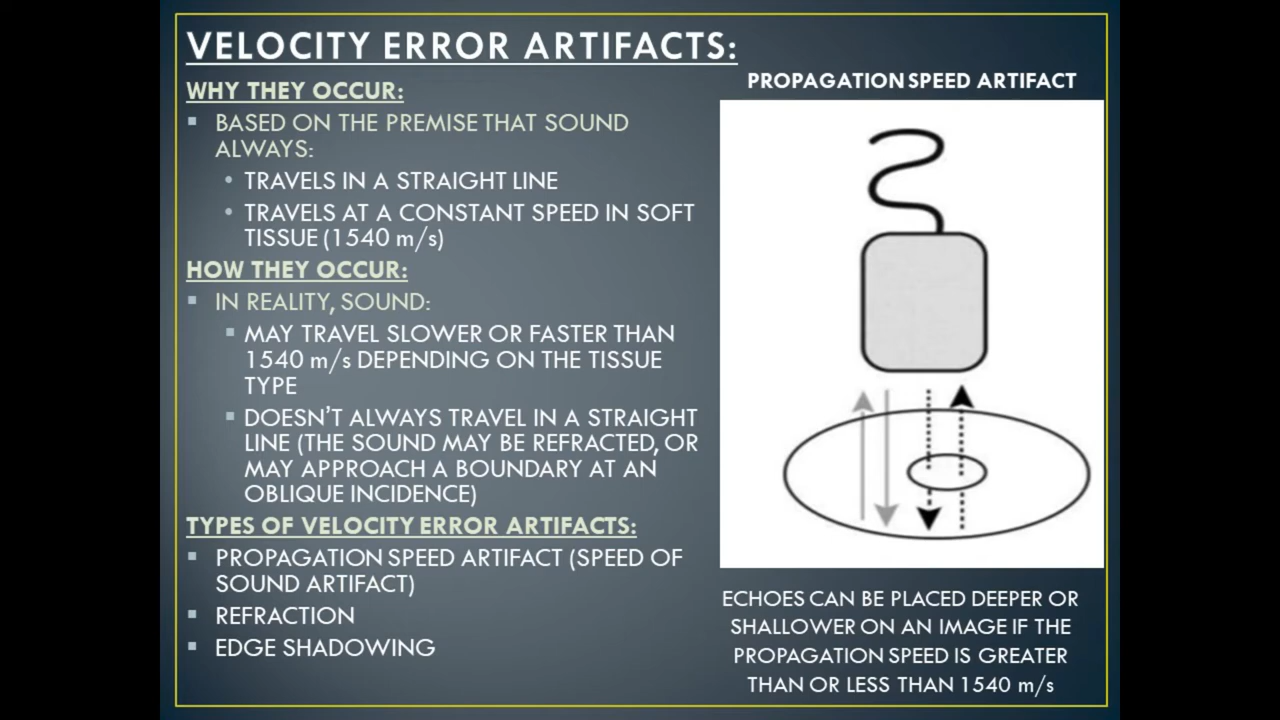 VELOCITY ERROR ARTIFACTS:
WHY THEY OCCUR:
BASED ON THE PREMISE THAT SOUND
ALWAYS:
TRAVELS IN A STRAIGHT LINE
TRAVELS AT A CONSTANT SPEED IN SOFT
TISSUE (1540 m/s)
HOW THEY OCCUR:
IN REALITY, SOUND:
MAY TRAVEL SLOWER OR FASTER THAN
1540 m/s DEPENDING ON THE TISSUE
TYPE
DOESN'T ALWAYS TRAVEL IN A STRAIGHT
LINE (THE SOUND MAY BE REFRACTED, OR
MAY APPROACH A BOUNDARY AT AN
OBLIQUE INCIDENCE)
TYPES OF VELOCITY ERROR ARTIFACTS:
PROPAGATION SPEED ARTIFACT (SPEED OF
SOUND ARTIFACT)
REFRACTION
EDGE SHADOWING
PROPAGATION SPEED ARTIFACT
ECHOES CAN BE PLACED DEEPER OR
SHALLOWER ON AN IMAGE IF THE
PROPAGATION SPEED IS GREATER
THAN OR LESS THAN 1540 m/s